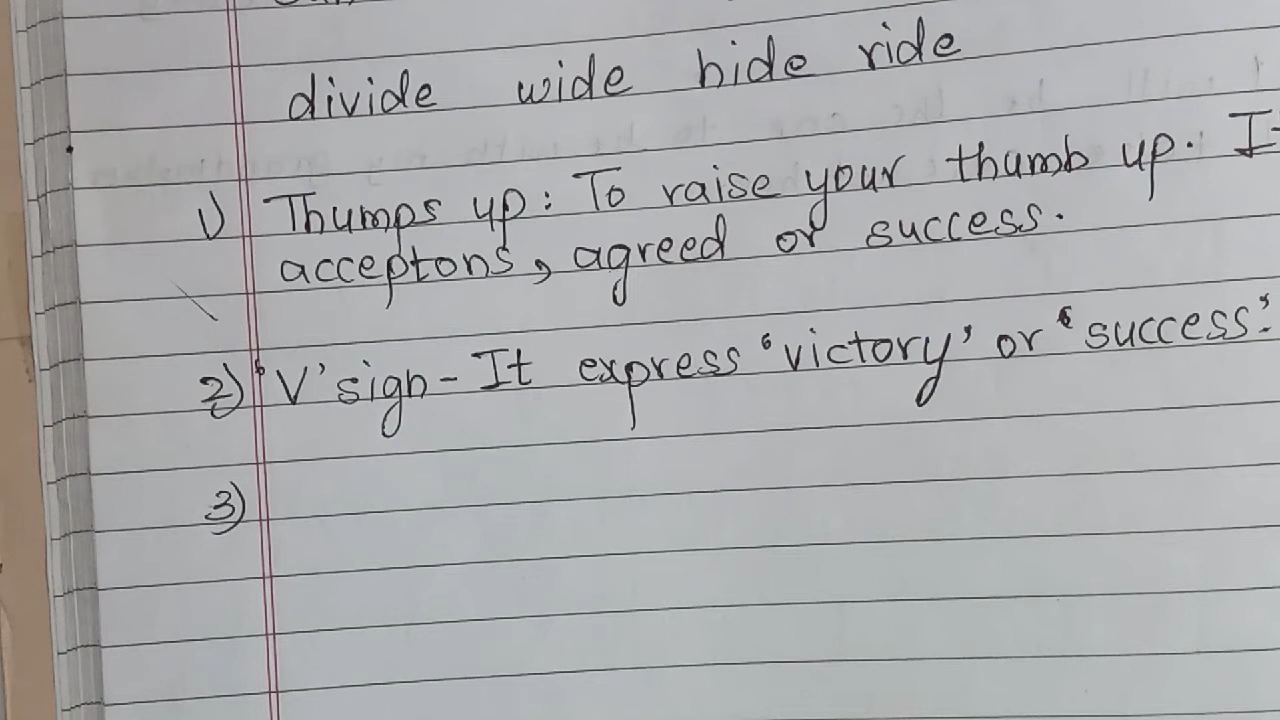 divide wide hide ride
1) Thumps up: To raise your thumb up. I
acceptons, agreed or success.
2) 'V' sign - It express 'victory' or 'success'.
3)